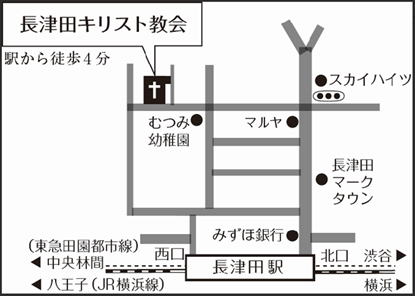 長津田キリスト教会
駅から徒歩4分
スカイハイツ
むつみ
幼稚園
マルヤ
長津田
マーク
タウン
みずほ銀行
(東急田園都市線)
西口
北口
渋谷
中央林間
長津田駅
八王子(JR横浜線)
横浜